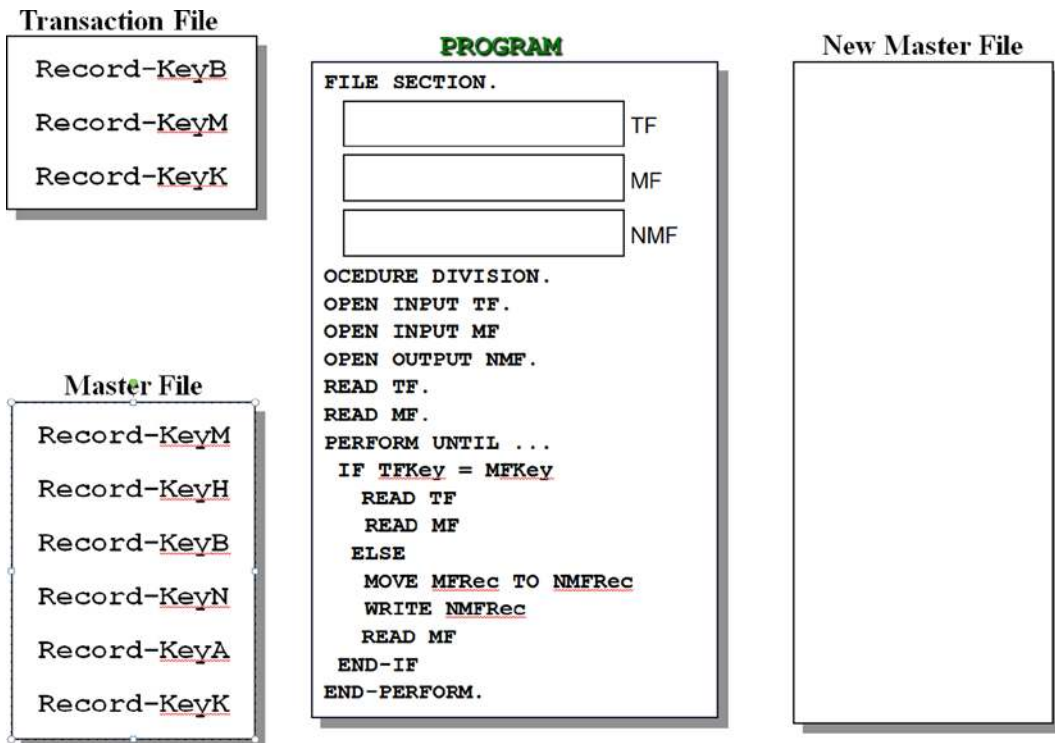 Transaction File
Record-KeyB
Record-KeyM
Record-KeyK
Master File
Record-KeyM
Record-KeyH
Record-KeyB
Record-KeyN
Record-KeyA
Record-KeyK
PROGRAM
FILE SECTION.
TF
MF
NMF
OCEDURE DIVISION.
OPEN INPUT TF.
OPEN INPUT MF
OPEN OUTPUT NMF.
READ TF.
READ MF.
PERFORM UNTIL ...
IF TFKey = MFKey
READ TF
READ MF
ELSE
MOVE MFRec TO NMFRec
WRITE NMFRec
READ MF
END-IF
END-PERFORM.
New Master File